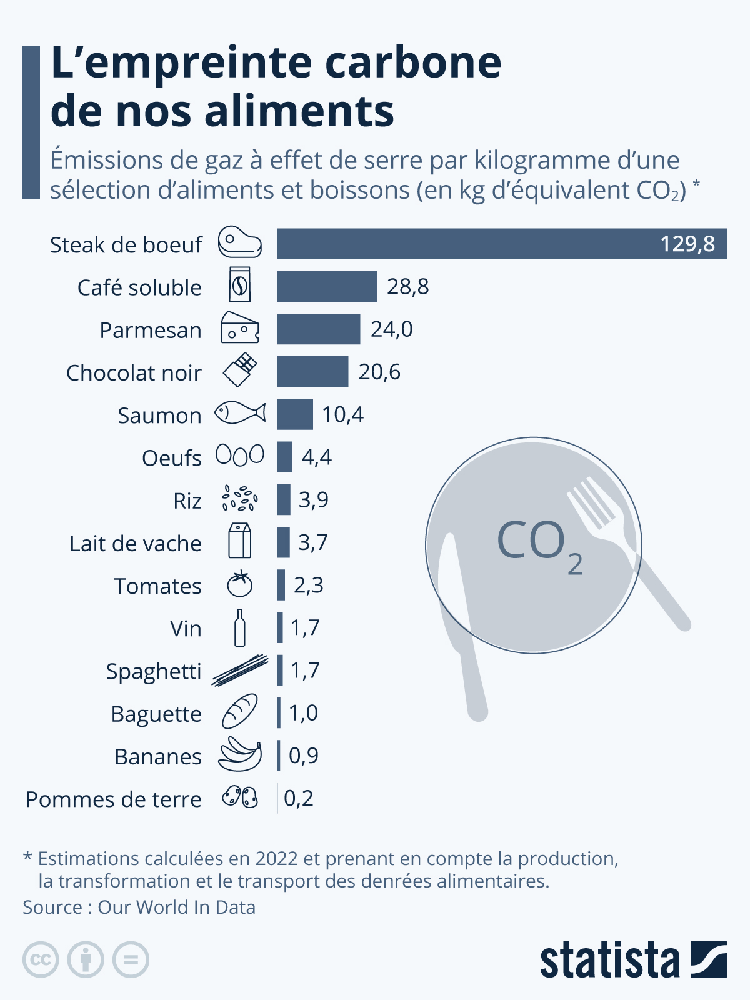 L’empreinte carbone
de nos aliments
Émissions de gaz à effet de serre par kilogramme d’une
sélection d’aliments et boissons (en kg d’équivalent CO₂) *
Steak de boeuf 129,8
Café soluble 28,8
Parmesan 24,0
Chocolat noir 20,6
Saumon 10,4
Oeufs 4,4
Riz 3,9
Lait de vache 3,7
Tomates 2,3
Vin 1,7
Spaghetti 1,7
Baguette 1,0
Bananes 0,9
Pommes de terre 0,2
CO₂
* Estimations calculées en 2022 et prenant en compte la production,
la transformation et le transport des denrées alimentaires.
Source : Our World In Data
cc
statista